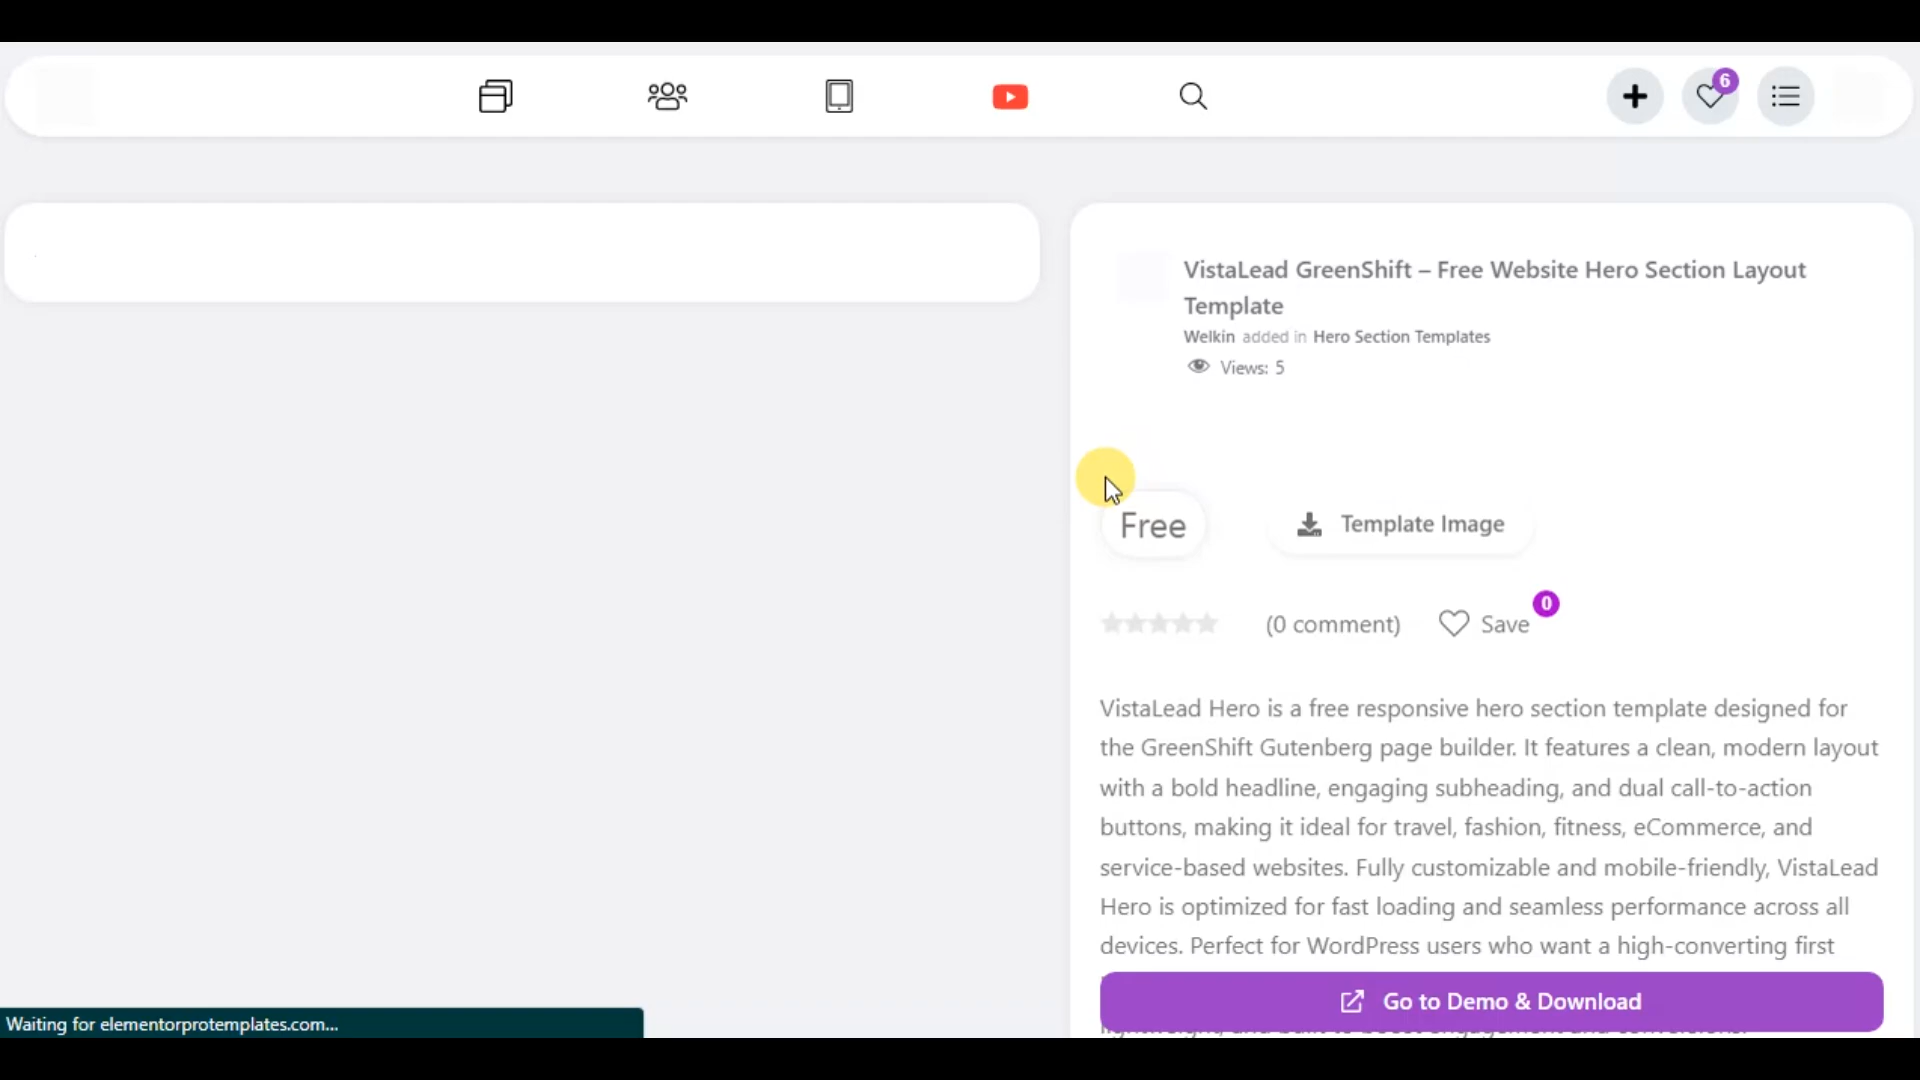 6
VistaLead GreenShift – Free Website Hero Section Layout
Template
Welkin added in Hero Section Templates
Views: 5
Free
Template Image
0
(0 comment)
Save
VistaLead Hero is a free responsive hero section template designed for
the GreenShift Gutenberg page builder. It features a clean, modern layout
with a bold headline, engaging subheading, and dual call-to-action
buttons, making it ideal for travel, fashion, fitness, eCommerce, and
service-based websites. Fully customizable and mobile-friendly, VistaLead
Hero is optimized for fast loading and seamless performance across all
devices. Perfect for WordPress users who want a high-converting first
Go to Demo & Download
Waiting for elementorprotemplates.com...